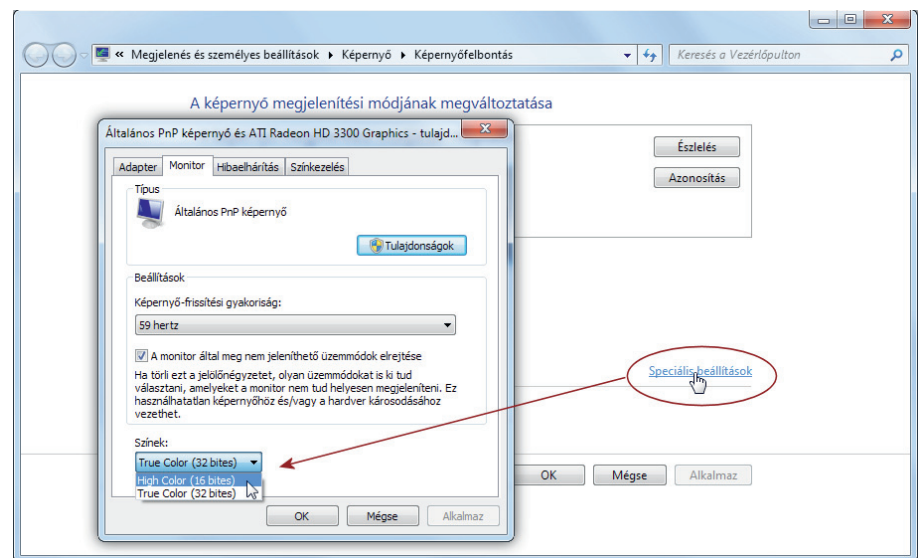 « Megjelenés és személyes beállítások ▸ Képernyő ▸ Képernyőfelbontás
Keresés a Vezérlőpulton
A képernyő megjelenítési módjának megváltoztatása
Általános PnP képernyő és ATI Radeon HD 3300 Graphics - tulajd...
Adapter Monitor Hibaelhárítás Színkezelés
Típus
Általános PnP képernyő
Tulajdonságok
Beállítások
Képernyő-frissítési gyakoriság:
59 hertz
A monitor által meg nem jeleníthető üzemmódok elrejtése
Ha törli ezt a jelölőnégyzetet, olyan üzemmódokat is ki tud
választani, amelyeket a monitor nem tud helyesen megjeleníteni. Ez
használhatatlan képernyőhöz és/vagy a hardver károsodásához
vezethet.
Színek:
True Color (32 bites)
High Color (16 bites)
True Color (32 bites)
OK Mégse Alkalmaz
Észlelés
Azonosítás
Speciális beállítások
OK Mégse Alkalmaz